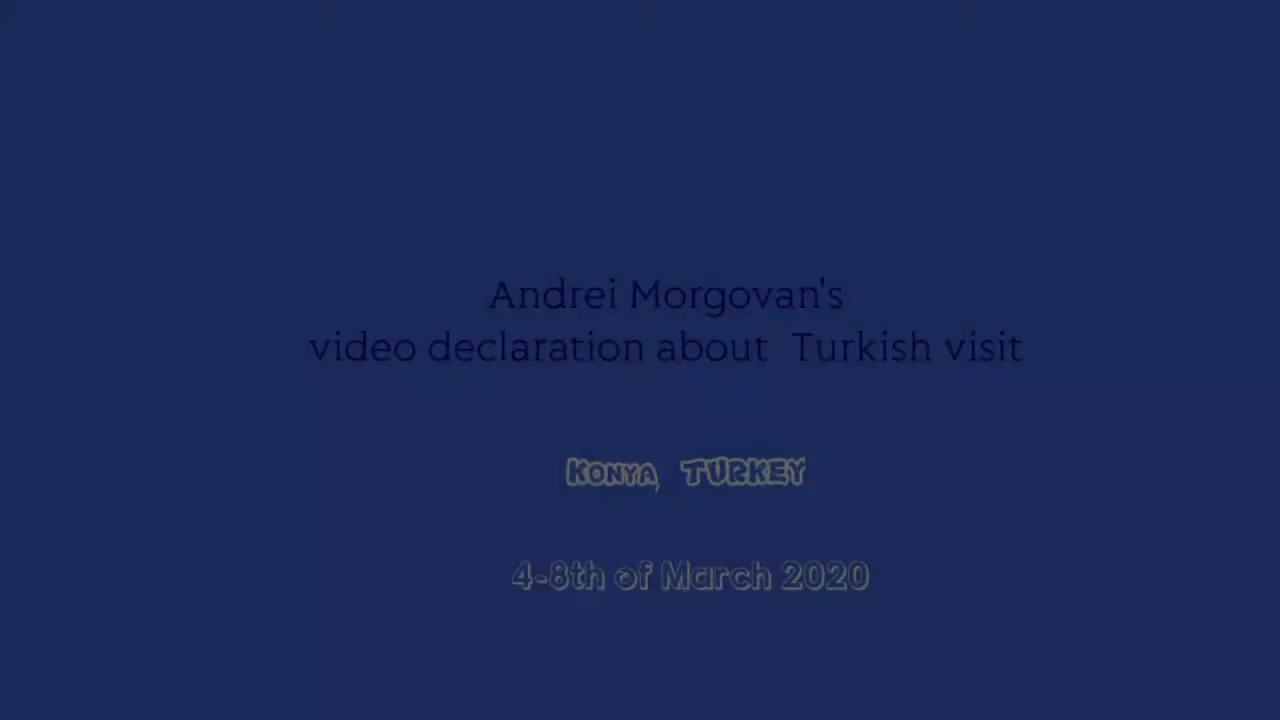 Andrei Morgovan's
video declaration about Turkish visit
KONYA, TURKEY
4-8th of March 2020